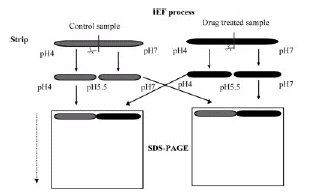 IEF process
Control sample
Drug treated sample
Strip
pH4 pH7 pH4 pH7
pH4 pH5.5 pH7 pH4 pH5.5 pH7
SDS-PAGE